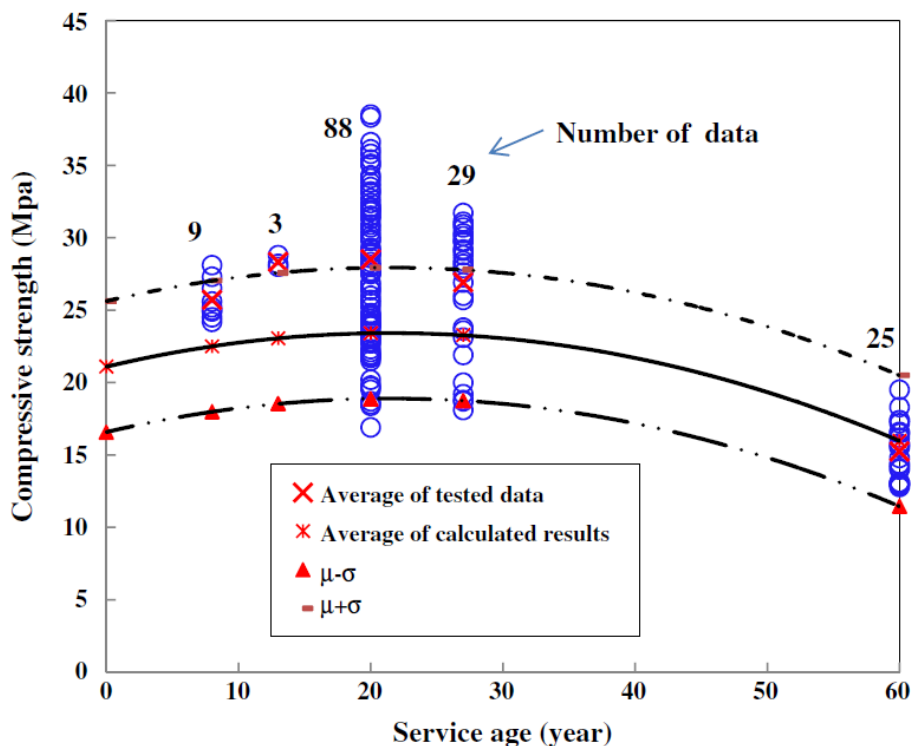 45
40
35
30
25
20
15
10
5
0
Compressive strength (Mpa)
9
3
88
29
25
Number of data
Average of tested data
Average of calculated results
μ-σ
μ+σ
0 10 20 30 40 50 60
Service age (year)